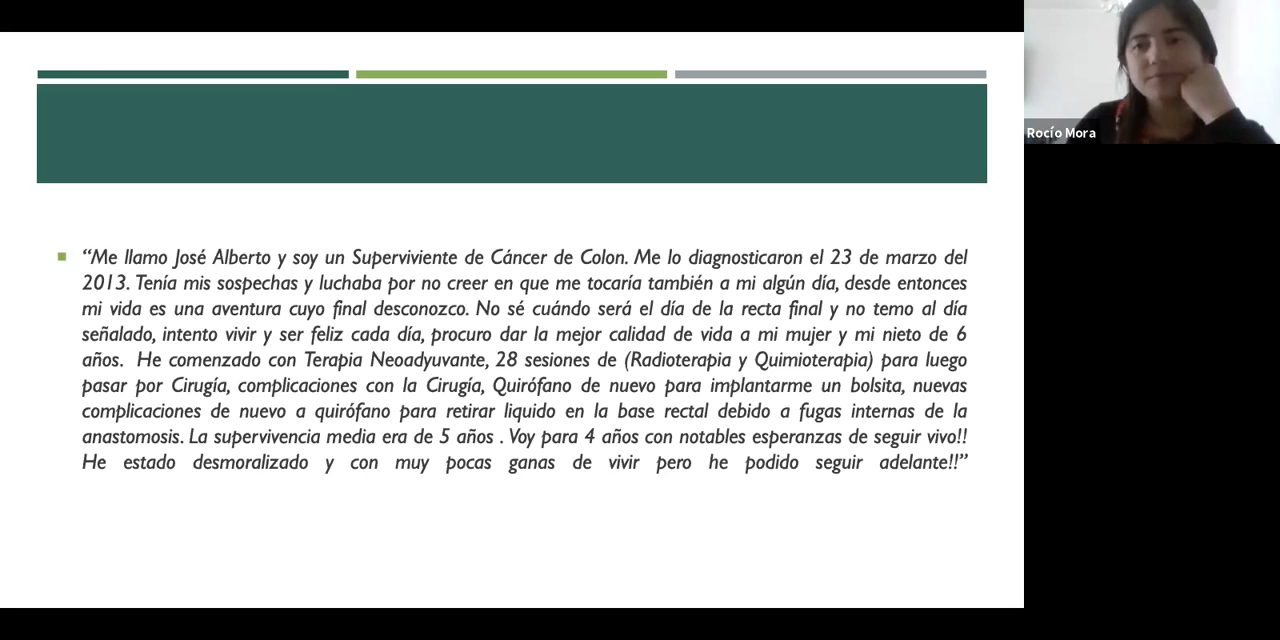 “Me llamo José Alberto y soy un Superviviente de Cáncer de Colon. Me lo diagnosticaron el 23 de marzo del
2013. Tenía mis sospechas y luchaba por no creer en que me tocaría también a mi algún día, desde entonces
mi vida es una aventura cuyo final desconozco. No sé cuándo será el día de la recta final y no temo al día
señalado, intento vivir y ser feliz cada día, procuro dar la mejor calidad de vida a mi mujer y mi nieto de 6
años. He comenzado con Terapia Neoadyuvante, 28 sesiones de (Radioterapia y Quimioterapia) para luego
pasar por Cirugía, complicaciones con la Cirugía, Quirófano de nuevo para implantarme un bolsita, nuevas
complicaciones de nuevo a quirófano para retirar liquido en la base rectal debido a fugas internas de la
anastomosis. La supervivencia media era de 5 años . Voy para 4 años con notables esperanzas de seguir vivo!!
He estado desmoralizado y con muy pocas ganas de vivir pero he podido seguir adelante!!”
Rocío Mora